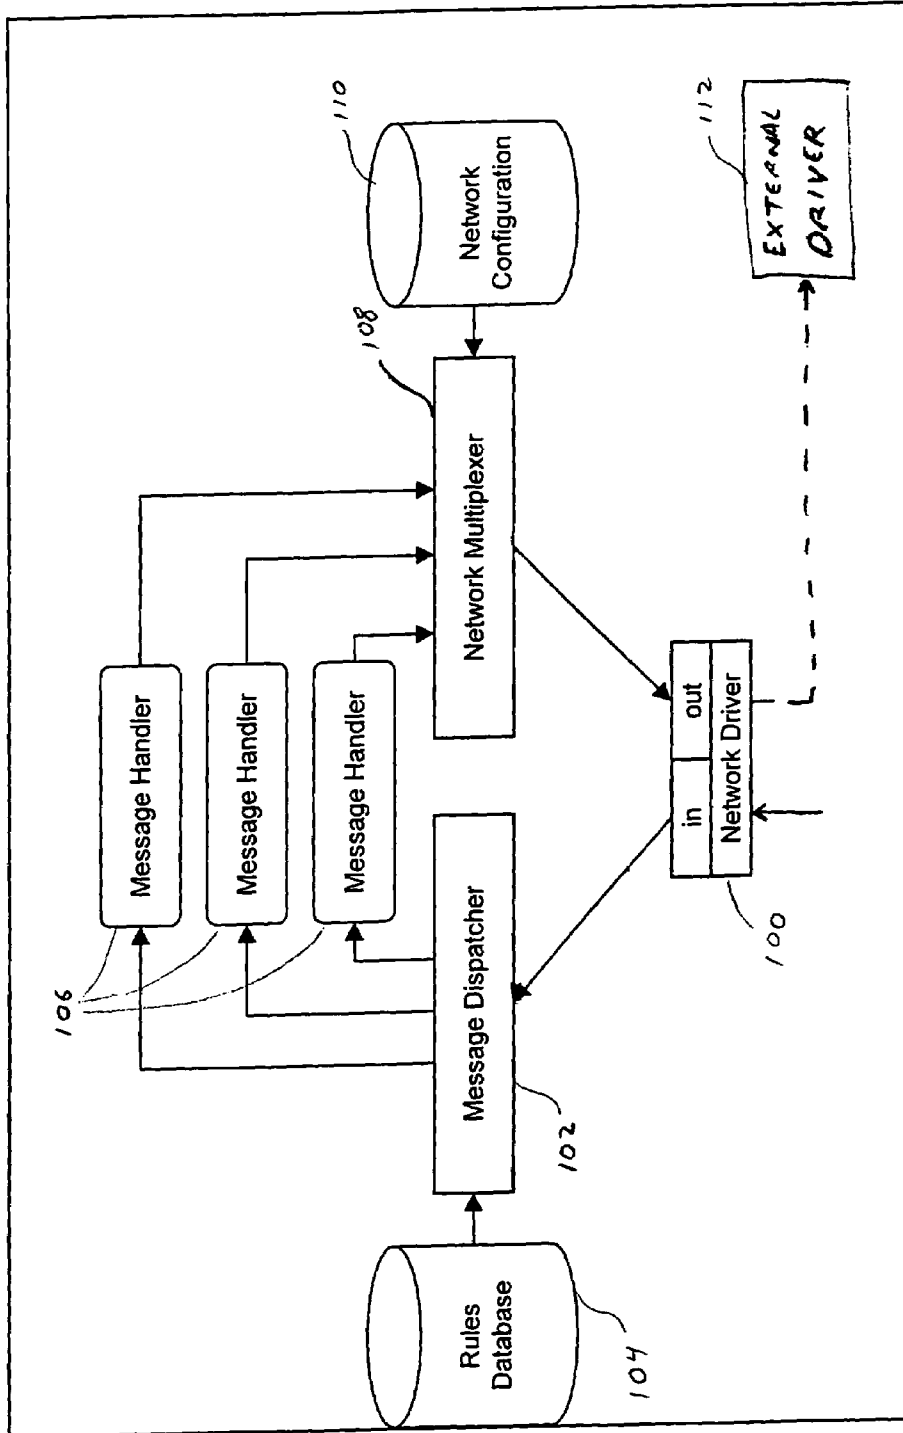 106
Message Handler
Message Handler
Message Handler
110
108
Network
Configuration
Network Multiplexer
Message Dispatcher
102
Rules
Database
104
in
out
Network Driver
100
112
EXTERNAL
DRIVER